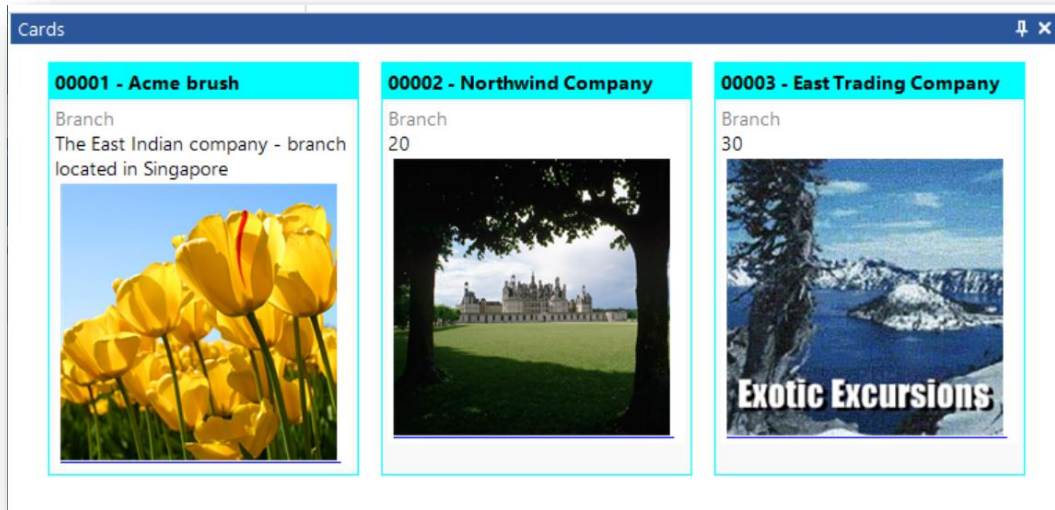 Cards
00001 - Acme brush
Branch
The East Indian company - branch
located in Singapore
00002 - Northwind Company
Branch
20
00003 - East Trading Company
Branch
30
Exotic Excursions